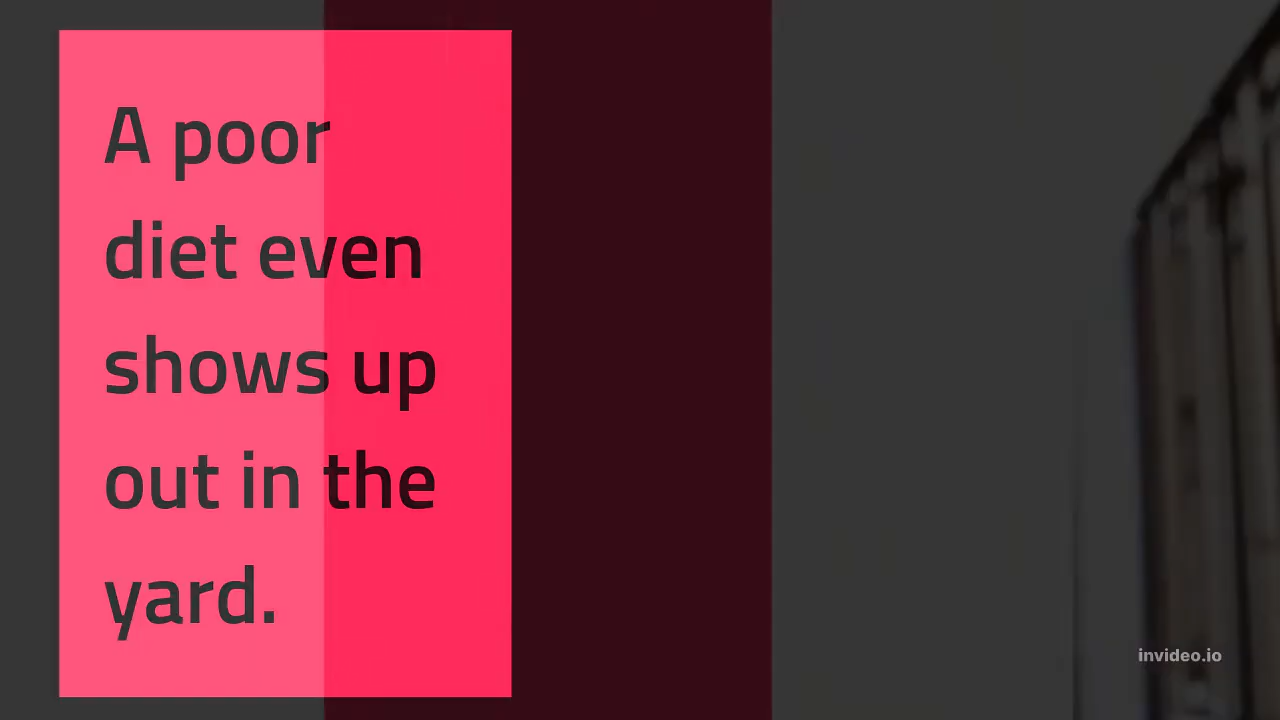 A poor
diet even
shows up
out in the
yard.
invideo.io